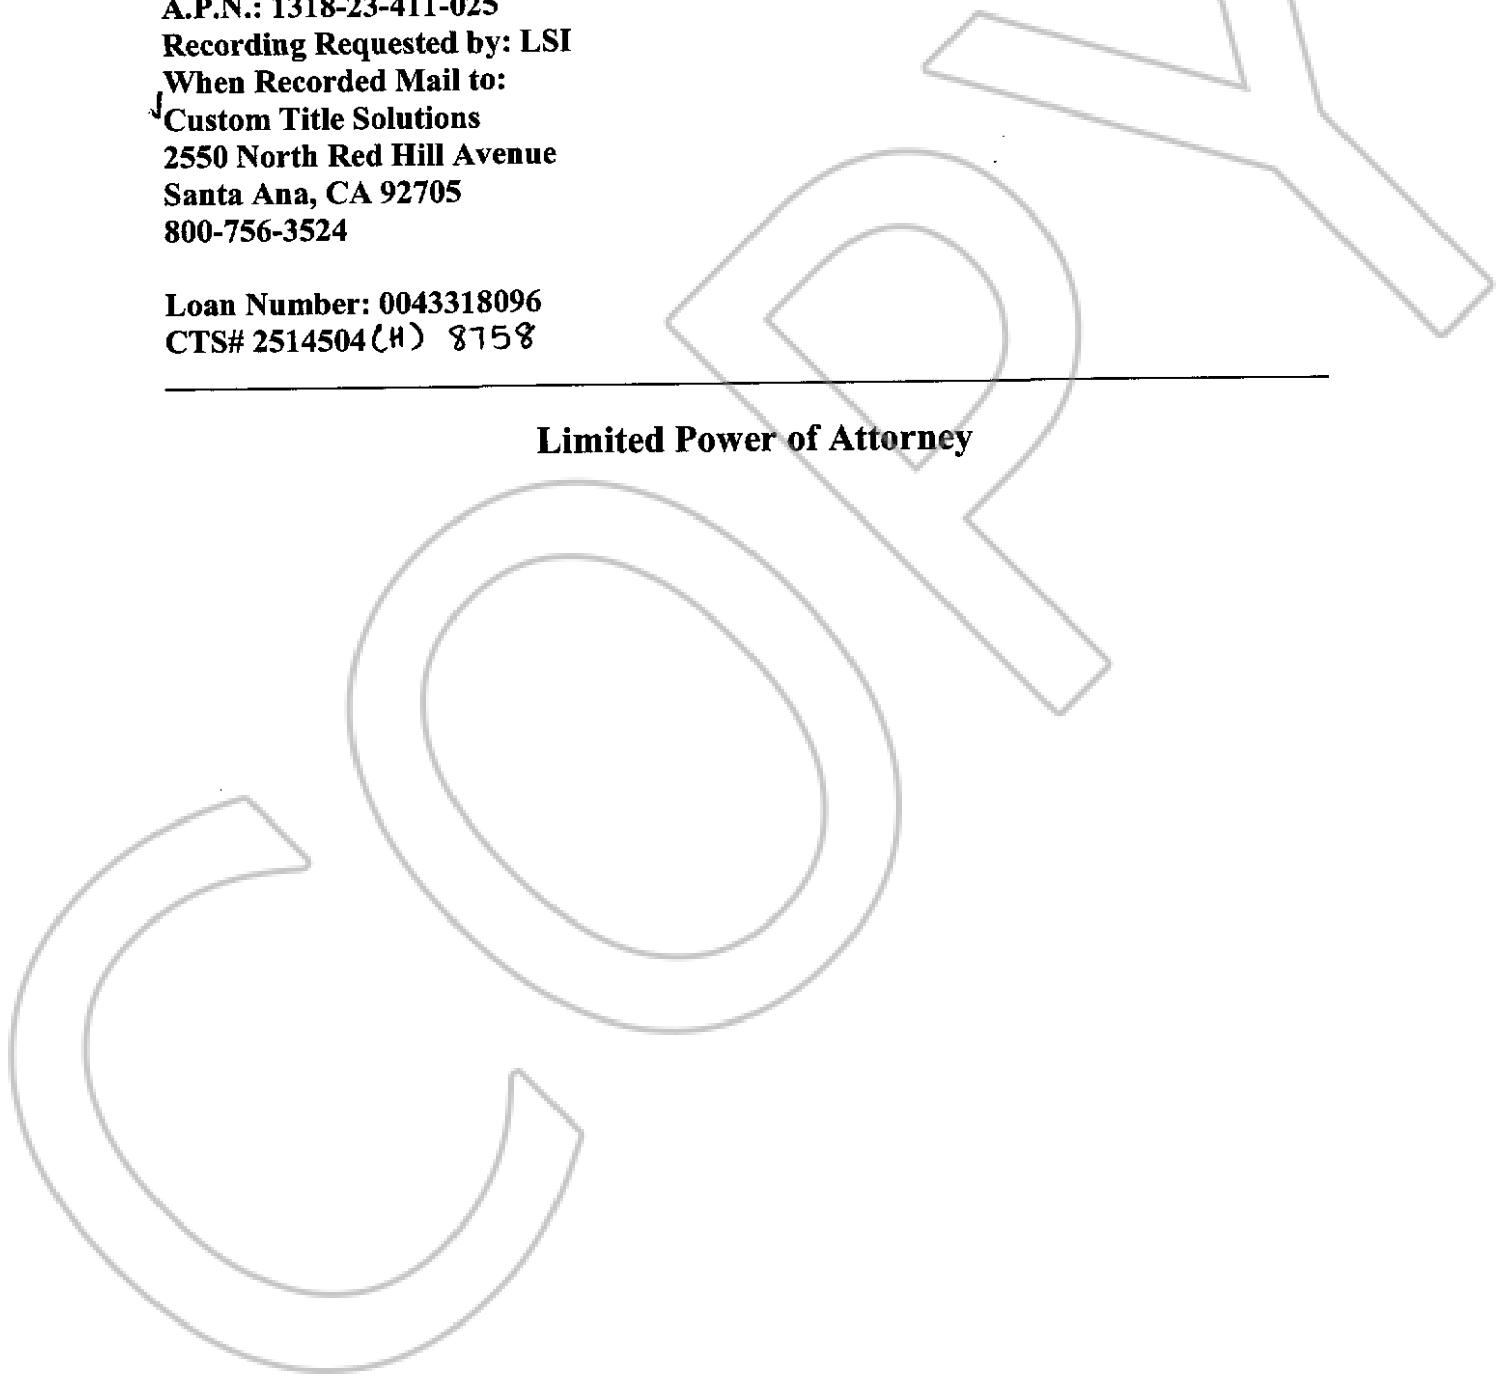 A.P.N.: 1318-23-411-025
Recording Requested by: LSI
When Recorded Mail to:
Custom Title Solutions
2550 North Red Hill Avenue
Santa Ana, CA 92705
800-756-3524
Loan Number: 0043318096
CTS# 2514504 (H) 8758
Limited Power of Attorney
COPY